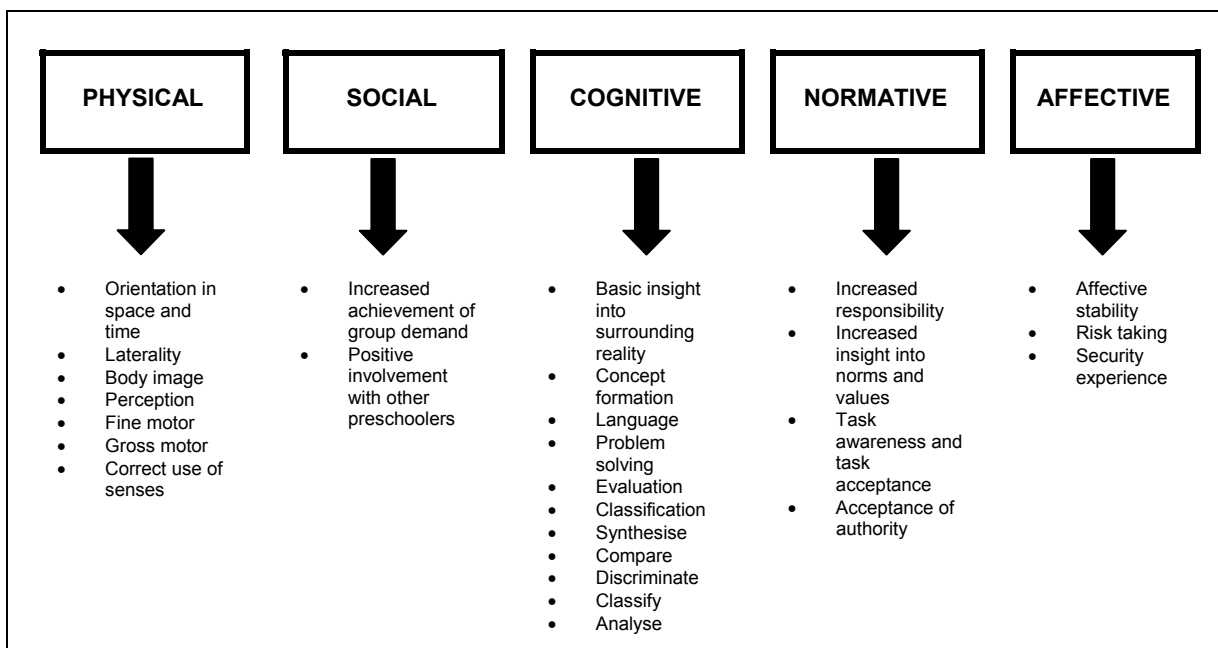 PHYSICAL
SOCIAL
COGNITIVE
NORMATIVE
AFFECTIVE
• Orientation in
space and
time
• Laterality
• Body image
• Perception
• Fine motor
• Gross motor
• Correct use of
senses
• Increased
achievement of
group demand
• Positive
involvement
with other
preschoolers
• Basic insight
into
surrounding
reality
• Concept
formation
• Language
• Problem
solving
• Evaluation
• Classification
• Synthesise
• Compare
• Discriminate
• Classify
• Analyse
• Increased
responsibility
• Increased
insight into
norms and
values
• Task
awareness and
task
acceptance
• Acceptance of
authority
• Affective
stability
• Risk taking
• Security
experience